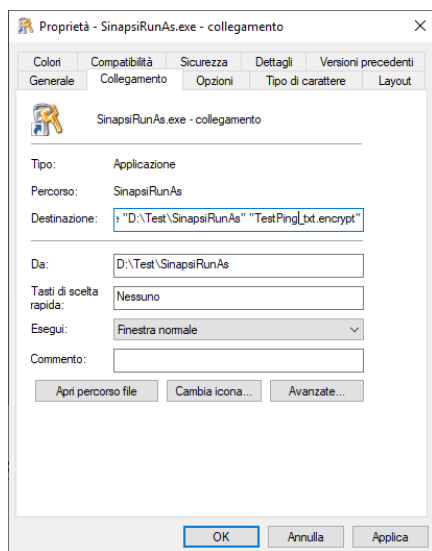 Proprietà - SinapsiRunAs.exe - collegamento
Colori Compatibilità Sicurezza Dettagli Versioni precedenti
Generale Collegamento Opzioni Tipo di carattere Layout
SinapsiRunAs.exe - collegamento
Tipo: Applicazione
Percorso: SinapsiRunAs
Destinazione: "D:\Test\SinapsiRunAs" "TestPing_txt.encrypt"
Da: D:\Test\SinapsiRunAs
Tasti di scelta rapida: Nessuno
Esegui: Finestra normale
Commento:
Apri percorso file Cambia icona... Avanzate...
OK Annulla Applica